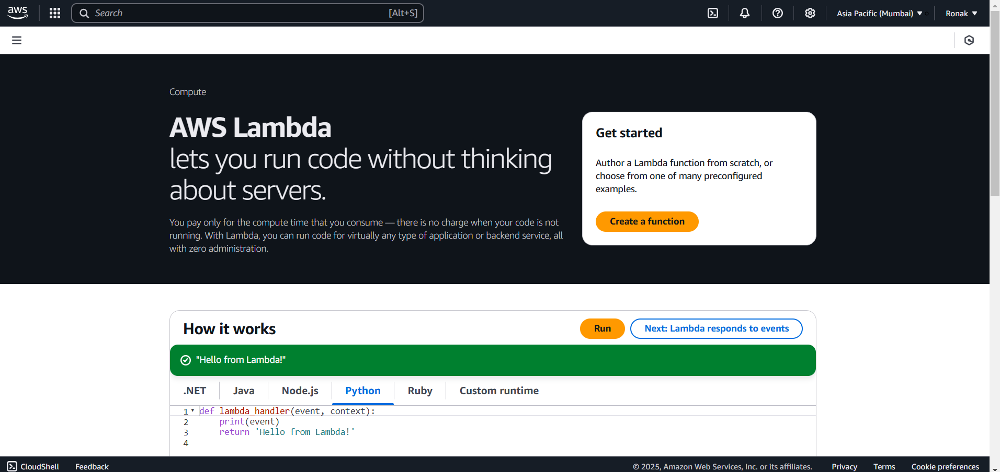 aws
Search [Alt+S]
Asia Pacific (Mumbai) Ronak
Compute
AWS Lambda
lets you run code without thinking
about servers.
You pay only for the compute time that you consume — there is no charge when your code is not
running. With Lambda, you can run code for virtually any type of application or backend service, all
with zero administration.
Get started
Author a Lambda function from scratch, or
choose from one of many preconfigured
examples.
Create a function
How it works
Run Next: Lambda responds to events
"Hello from Lambda!"
.NET Java Node.js Python Ruby Custom runtime
1 def lambda_handler(event, context):
2 print(event)
3 return 'Hello from Lambda!'
4
CloudShell Feedback © 2025, Amazon Web Services, Inc. or its affiliates. Privacy Terms Cookie preferences